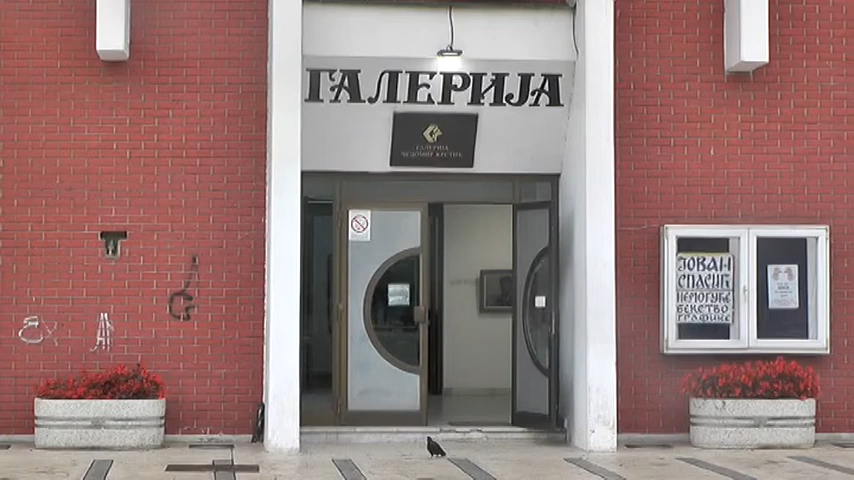 ГАЛЕРИЈА
ГАЛЕРИЈА
ЧЕДОМИР КРСТИЋ
ЈОВАН
СПАСИЋ
НЕМОГУЋЕ
БЕКСТВО
ГРАФИКЕ